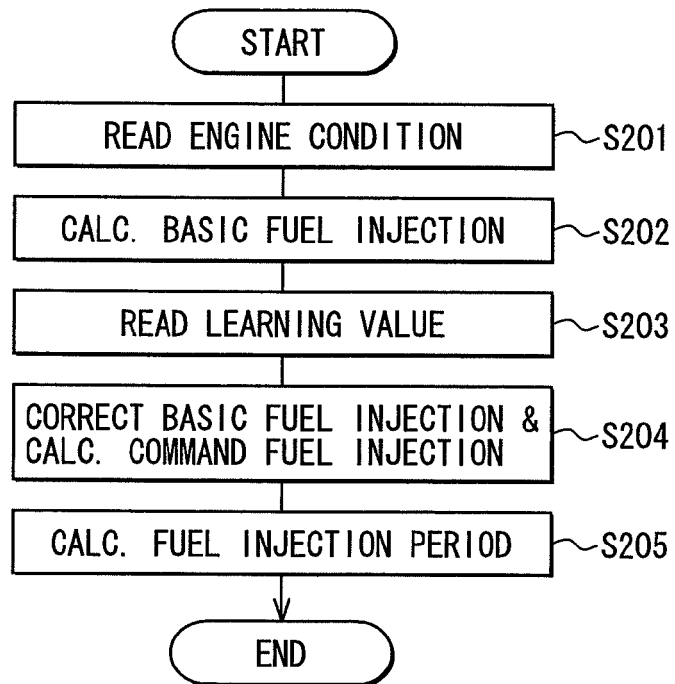 START
READ ENGINE CONDITION S201
CALC. BASIC FUEL INJECTION S202
READ LEARNING VALUE S203
CORRECT BASIC FUEL INJECTION &
CALC. COMMAND FUEL INJECTION S204
CALC. FUEL INJECTION PERIOD S205
END